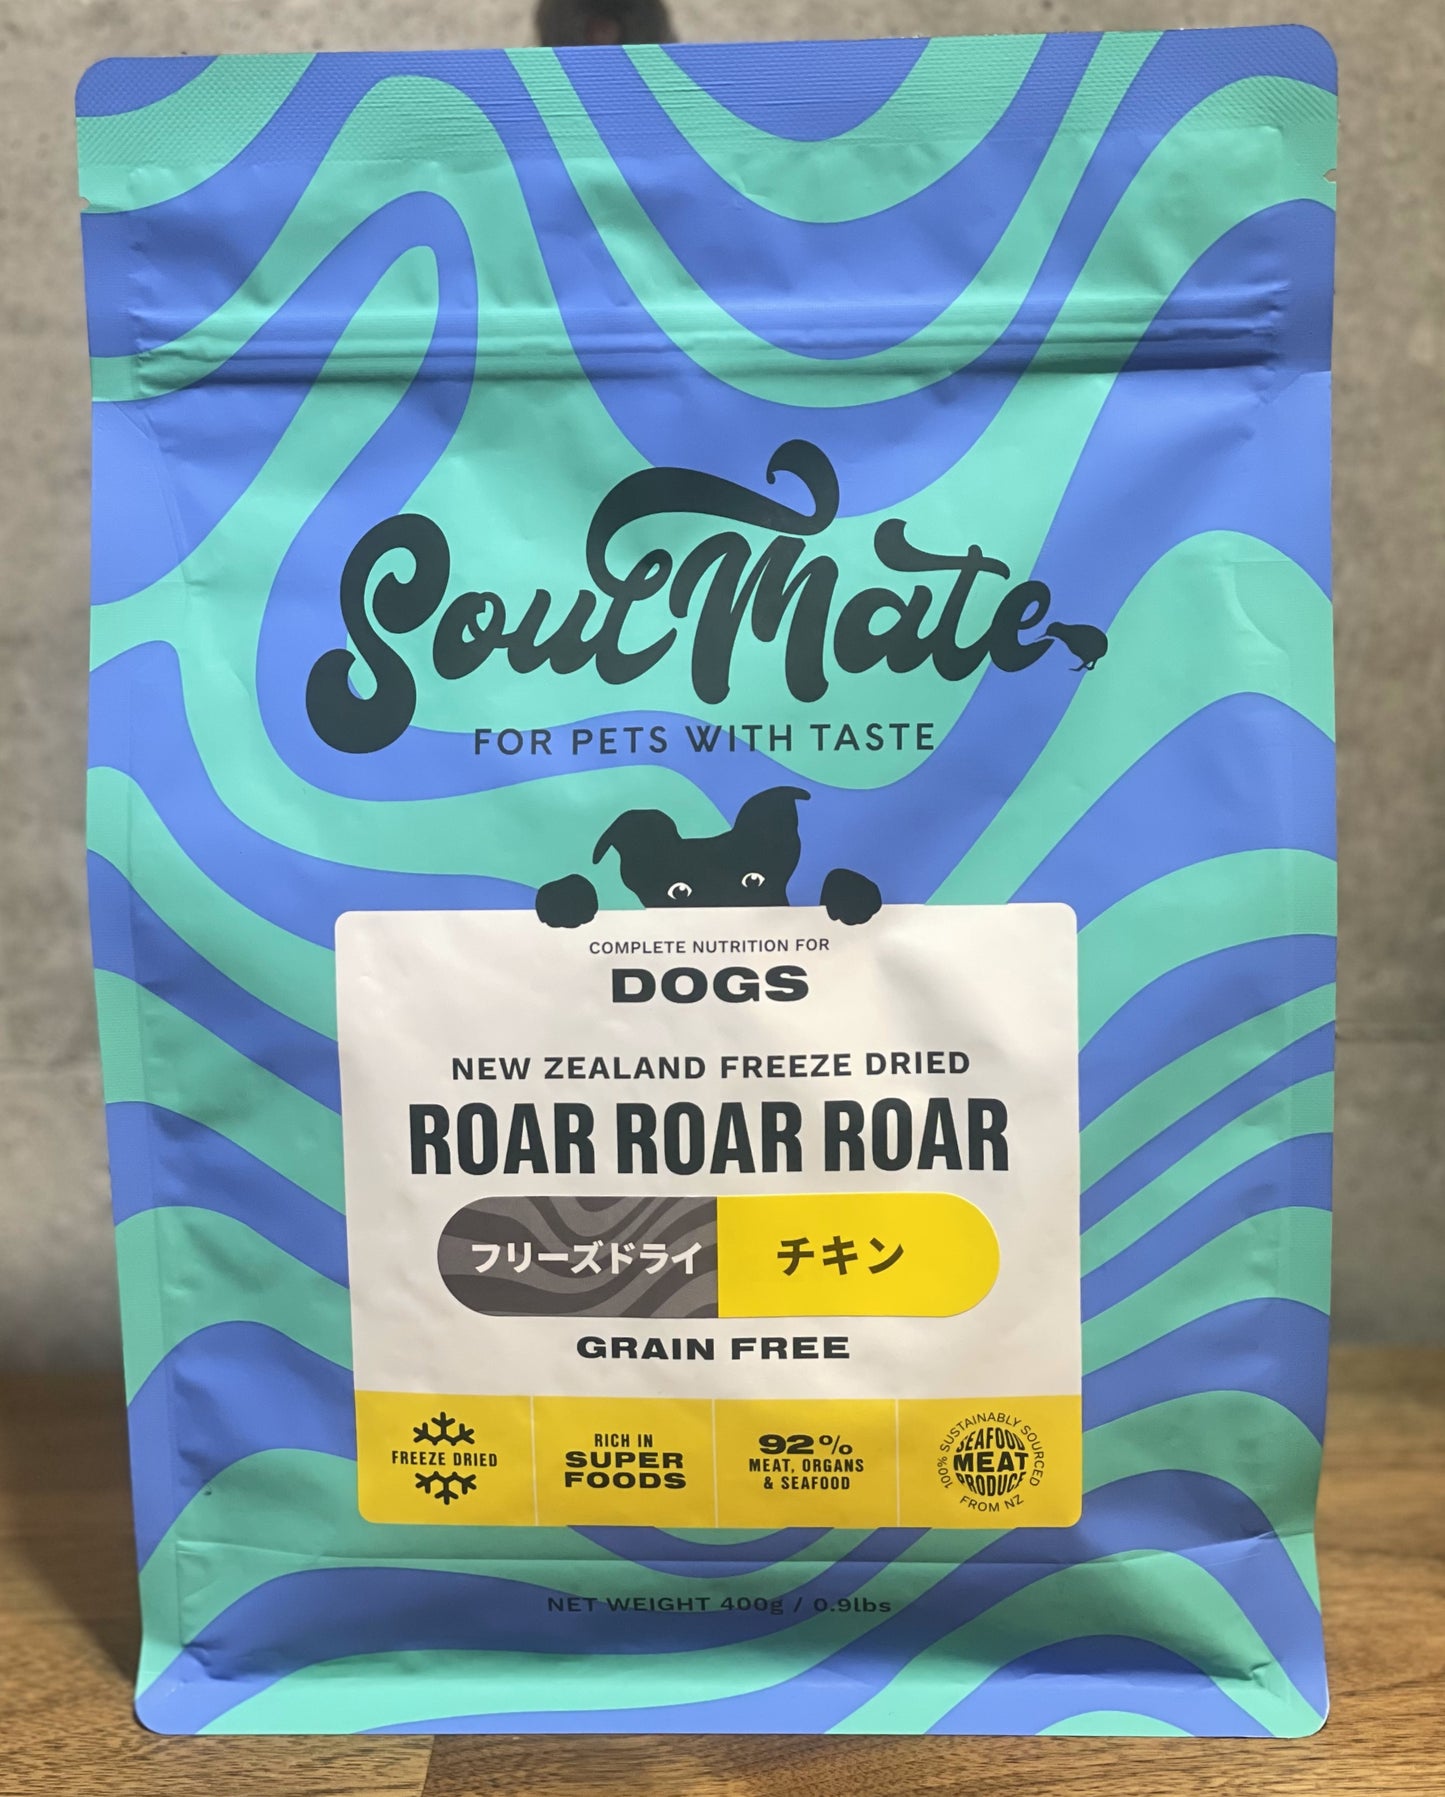 SoulMate
FOR PETS WITH TASTE
COMPLETE NUTRITION FOR
DOGS
NEW ZEALAND FREEZE DRIED
ROAR ROAR ROAR
フリーズドライ チキン
GRAIN FREE
FREEZE DRIED
RICH IN
SUPER
FOODS
92%
MEAT, ORGANS
& SEAFOOD
100% SUSTAINABLY SOURCED
SEAFOOD
MEAT
PRODUCE
FROM NZ
NET WEIGHT 400g / 0.9lbs